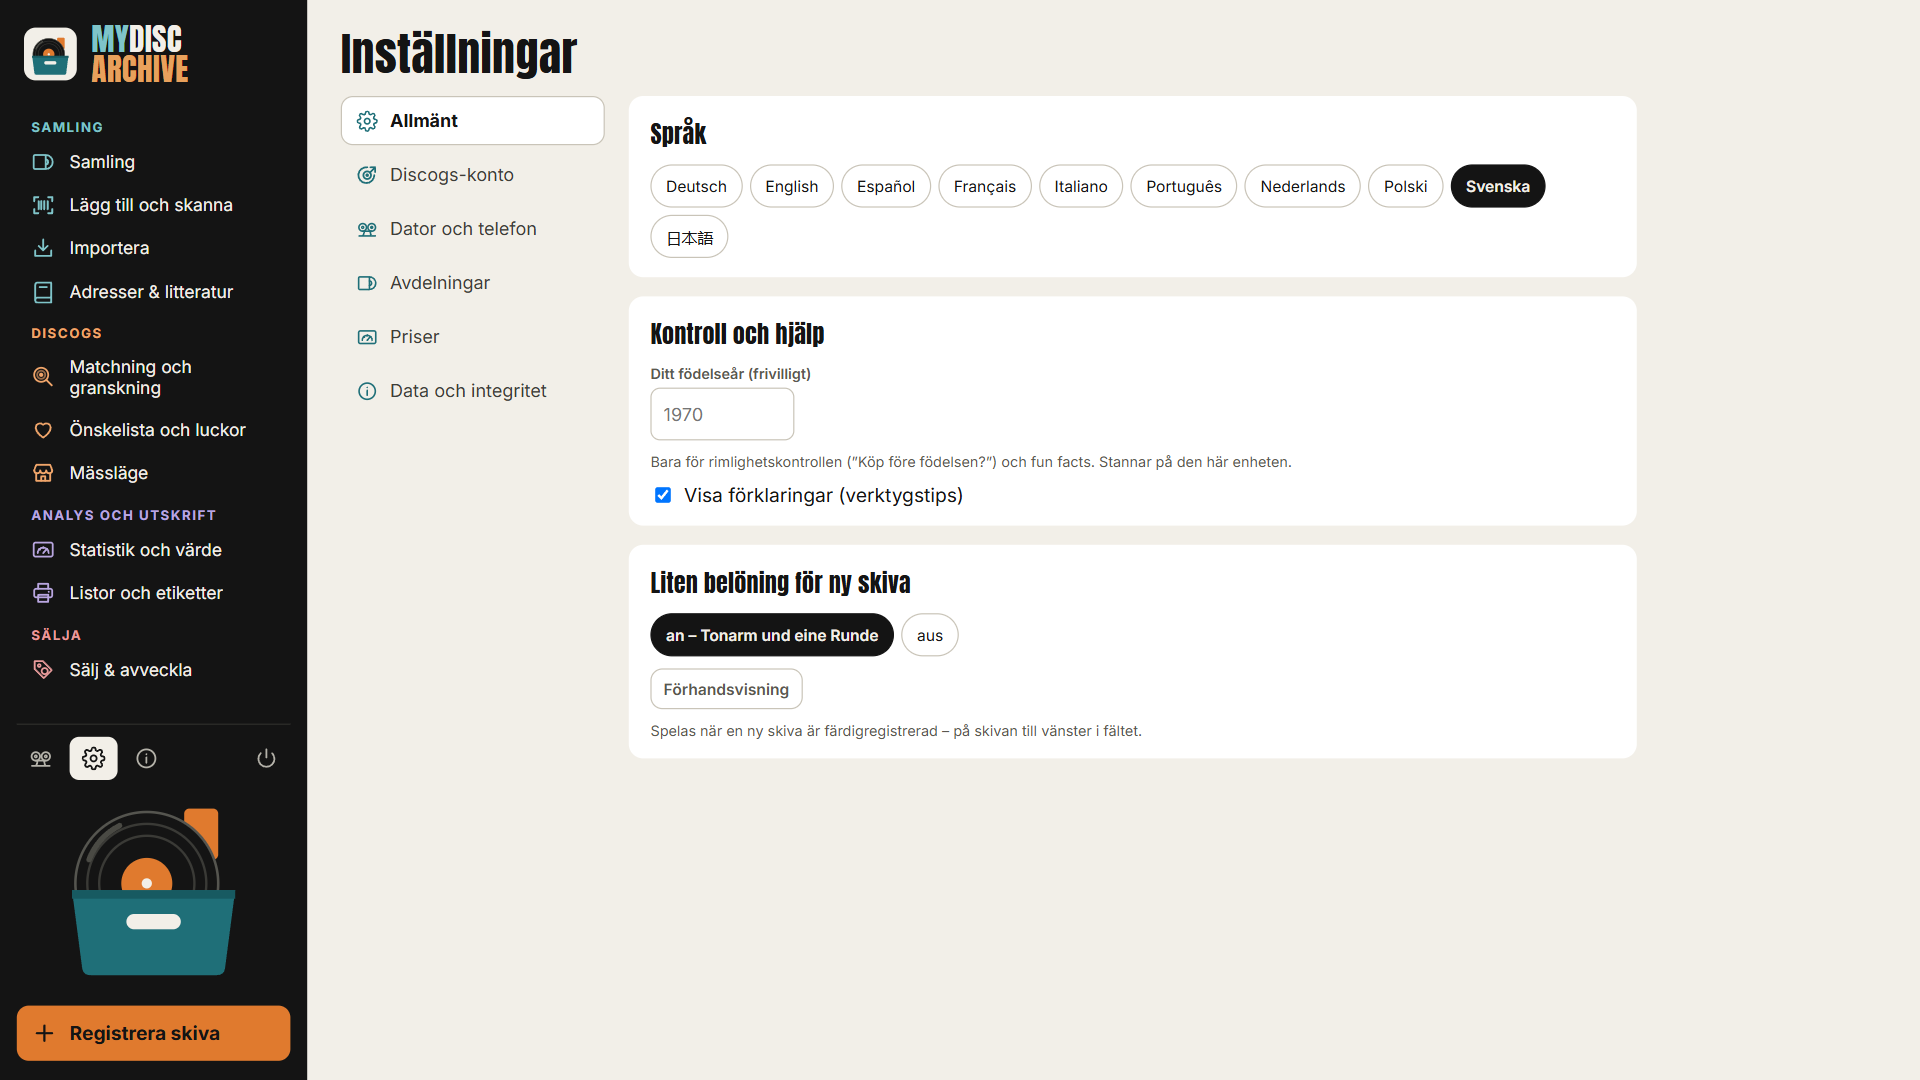 MYDISC
ARCHIVE
SAMLING
Samling
Lägg till och skanna
Importera
Adresser & litteratur
DISCOGS
Matchning och
granskning
Önskelista och luckor
Mässläge
ANALYS OCH UTSKRIFT
Statistik och värde
Listor och etiketter
SÄLJA
Sälj & avveckla
Registrera skiva
Inställningar
Allmänt
Discogs-konto
Dator och telefon
Avdelningar
Priser
Data och integritet
Språk
Deutsch English Español Français Italiano Português Nederlands Polski Svenska
日本語
Kontroll och hjälp
Ditt födelseår (frivilligt)
1970
Bara för rimlighetskontrollen (”Köp före födelsen?”) och fun facts. Stannar på den här enheten.
Visa förklaringar (verktygstips)
Liten belöning för ny skiva
an – Tonarm und eine Runde aus
Förhandsvisning
Spelas när en ny skiva är färdigregistrerad – på skivan till vänster i fältet.